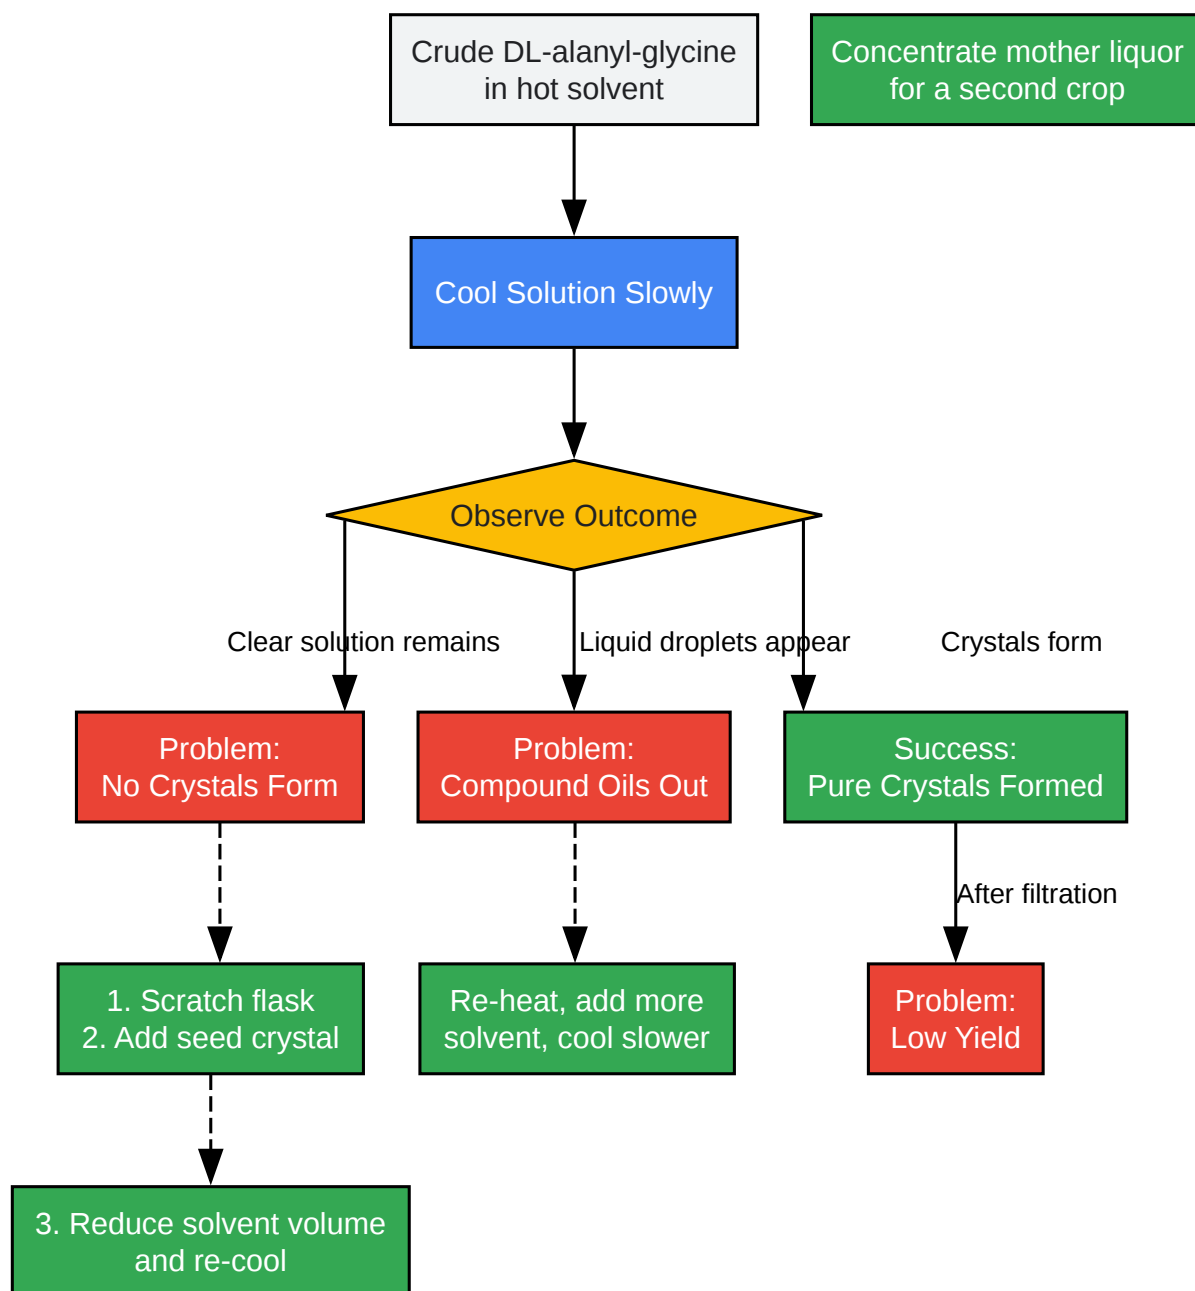 Crude DL-alanyl-glycine
in hot solvent
Concentrate mother liquor
for a second crop
Cool Solution Slowly
Observe Outcome
Clear solution remains
Liquid droplets appear
Crystals form
Problem:
No Crystals Form
Problem:
Compound Oils Out
Success:
Pure Crystals Formed
After filtration
1. Scratch flask
2. Add seed crystal
Re-heat, add more
solvent, cool slower
Problem:
Low Yield
3. Reduce solvent volume
and re-cool